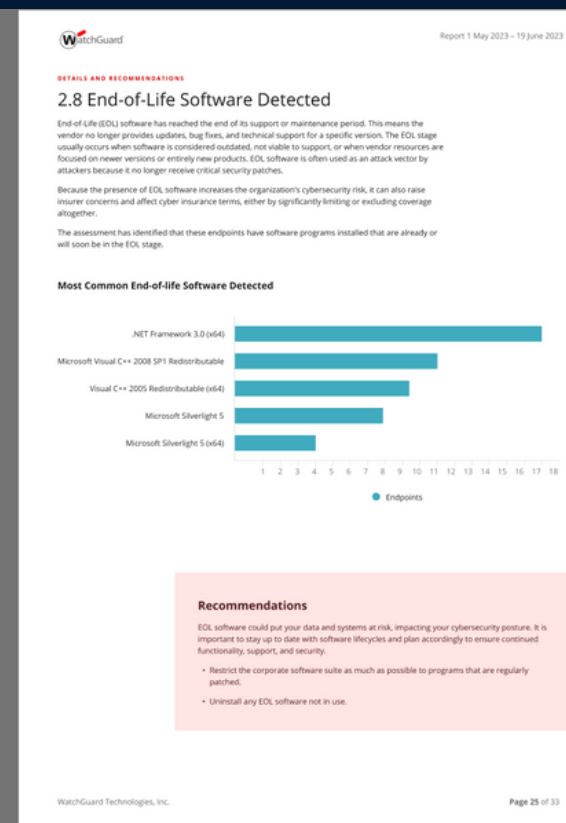 WatchGuard
Report 1 May 2023 – 19 June 2023
DETAILS AND RECOMMENDATIONS
2.8 End-of-Life Software Detected
End-of-Life (EOL) software has reached the end of its support or maintenance period. This means the
vendor no longer provides updates, bug fixes, and technical support for a specific version. The EOL stage
usually occurs when software is considered outdated, not viable to support, or when vendor resources are
focused on newer versions or entirely new products. EOL software is often used as an attack vector by
attackers because it no longer receive critical security patches.
Because the presence of EOL software increases the organization's cybersecurity risk, it can also raise
insurer concerns and affect cyber insurance terms, either by significantly limiting or excluding coverage
altogether.
The assessment has identified that these endpoints have software programs installed that are already or
will soon be in the EOL stage.
Most Common End-of-life Software Detected
.NET Framework 3.0 (x64)
Microsoft Visual C++ 2008 SP1 Redistributable
Visual C++ 2005 Redistributable (x64)
Microsoft Silverlight 5
Microsoft Silverlight 5 (x64)
1 2 3 4 5 6 7 8 9 10 11 12 13 14 15 16 17 18
Endpoints
Recommendations
EOL software could put your data and systems at risk, impacting your cybersecurity posture. It is
important to stay up to date with software lifecycles and plan accordingly to ensure continued
functionality, support, and security.
• Restrict the corporate software suite as much as possible to programs that are regularly
patched.
• Uninstall any EOL software not in use.
WatchGuard Technologies, Inc.
Page 25 of 33